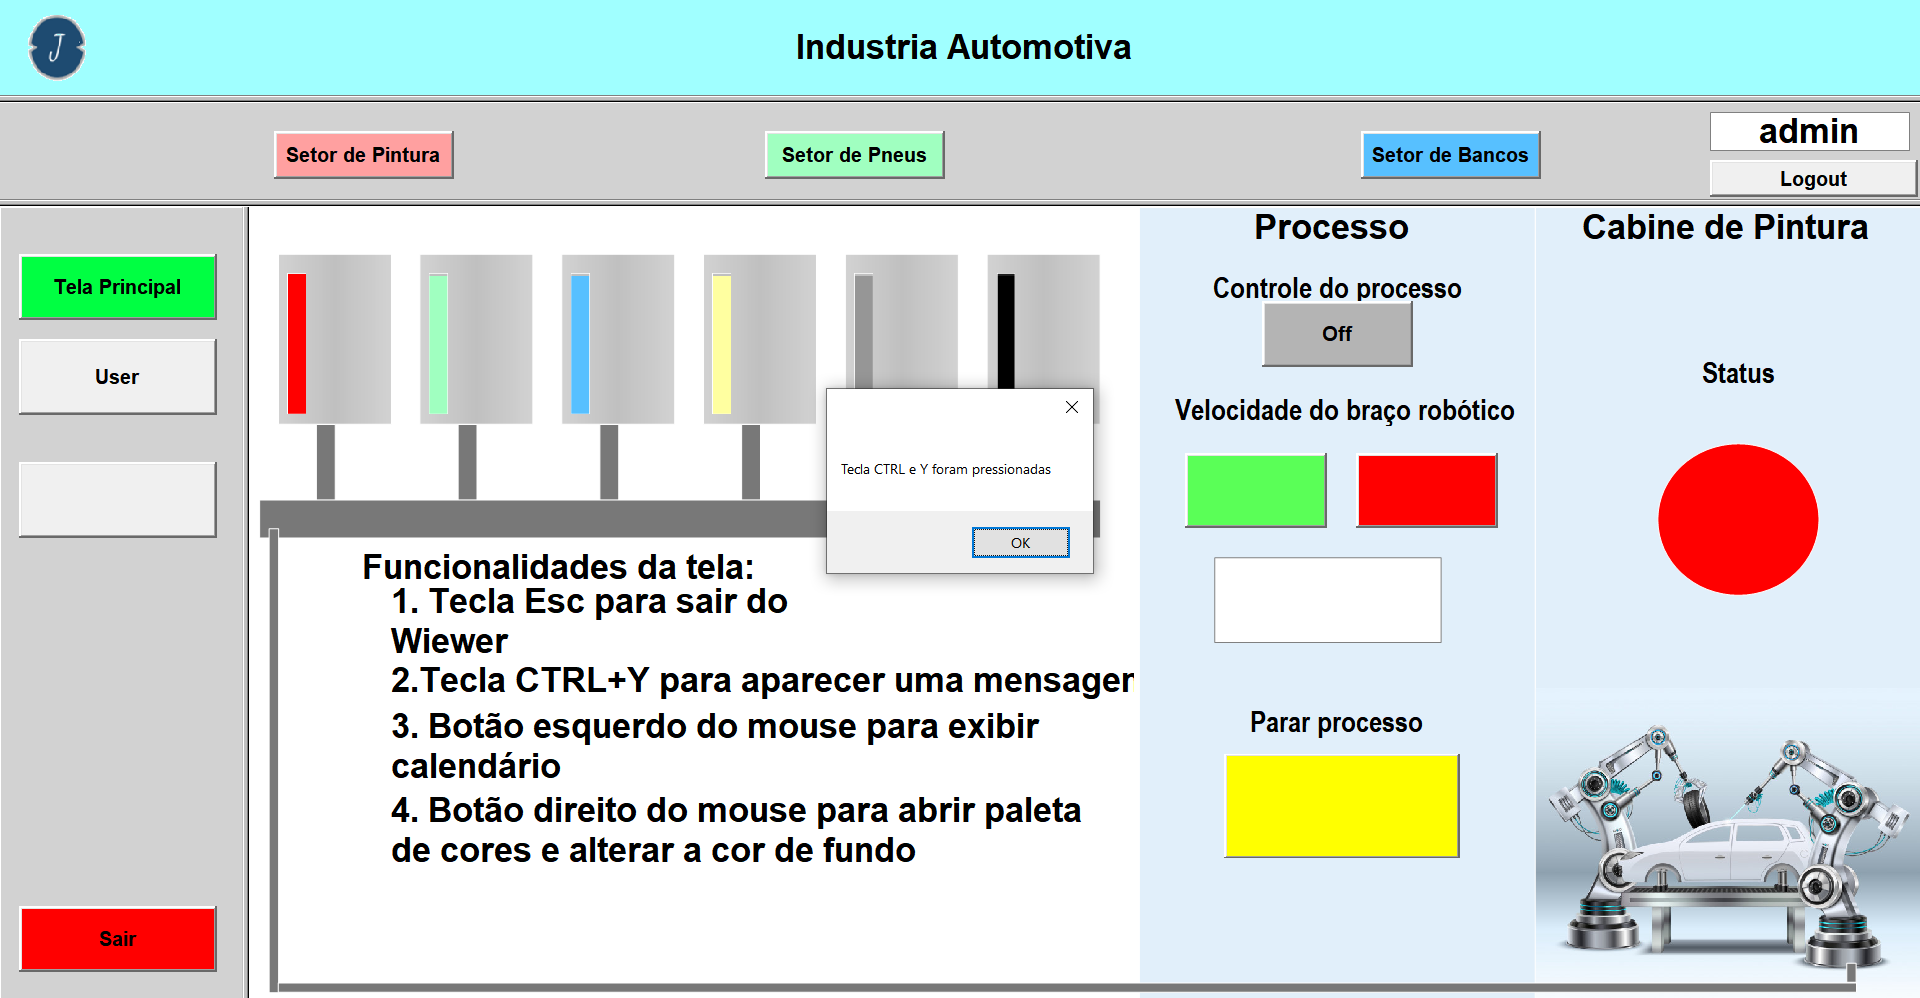 J
Industria Automotiva
Setor de Pintura
Setor de Pneus
Setor de Bancos
admin
Logout
Tela Principal
User
Sair
Tecla CTRL e Y foram pressionadas
OK
Funcionalidades da tela:
1. Tecla Esc para sair do
Wiewer
2.Tecla CTRL+Y para aparecer uma mensager
3. Botão esquerdo do mouse para exibir
calendário
4. Botão direito do mouse para abrir paleta
de cores e alterar a cor de fundo
Processo
Controle do processo
Off
Velocidade do braço robótico
Parar processo
Cabine de Pintura
Status